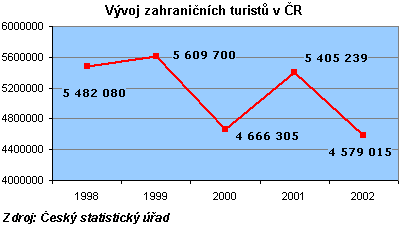 Vývoj zahraničních turistů v ČR
6000000
5600000
5200000
4800000
4400000
4000000
5 482 080
5 609 700
4 666 305
5 405 239
4 579 015
1998 1999 2000 2001 2002
Zdroj: Český statistický úřad